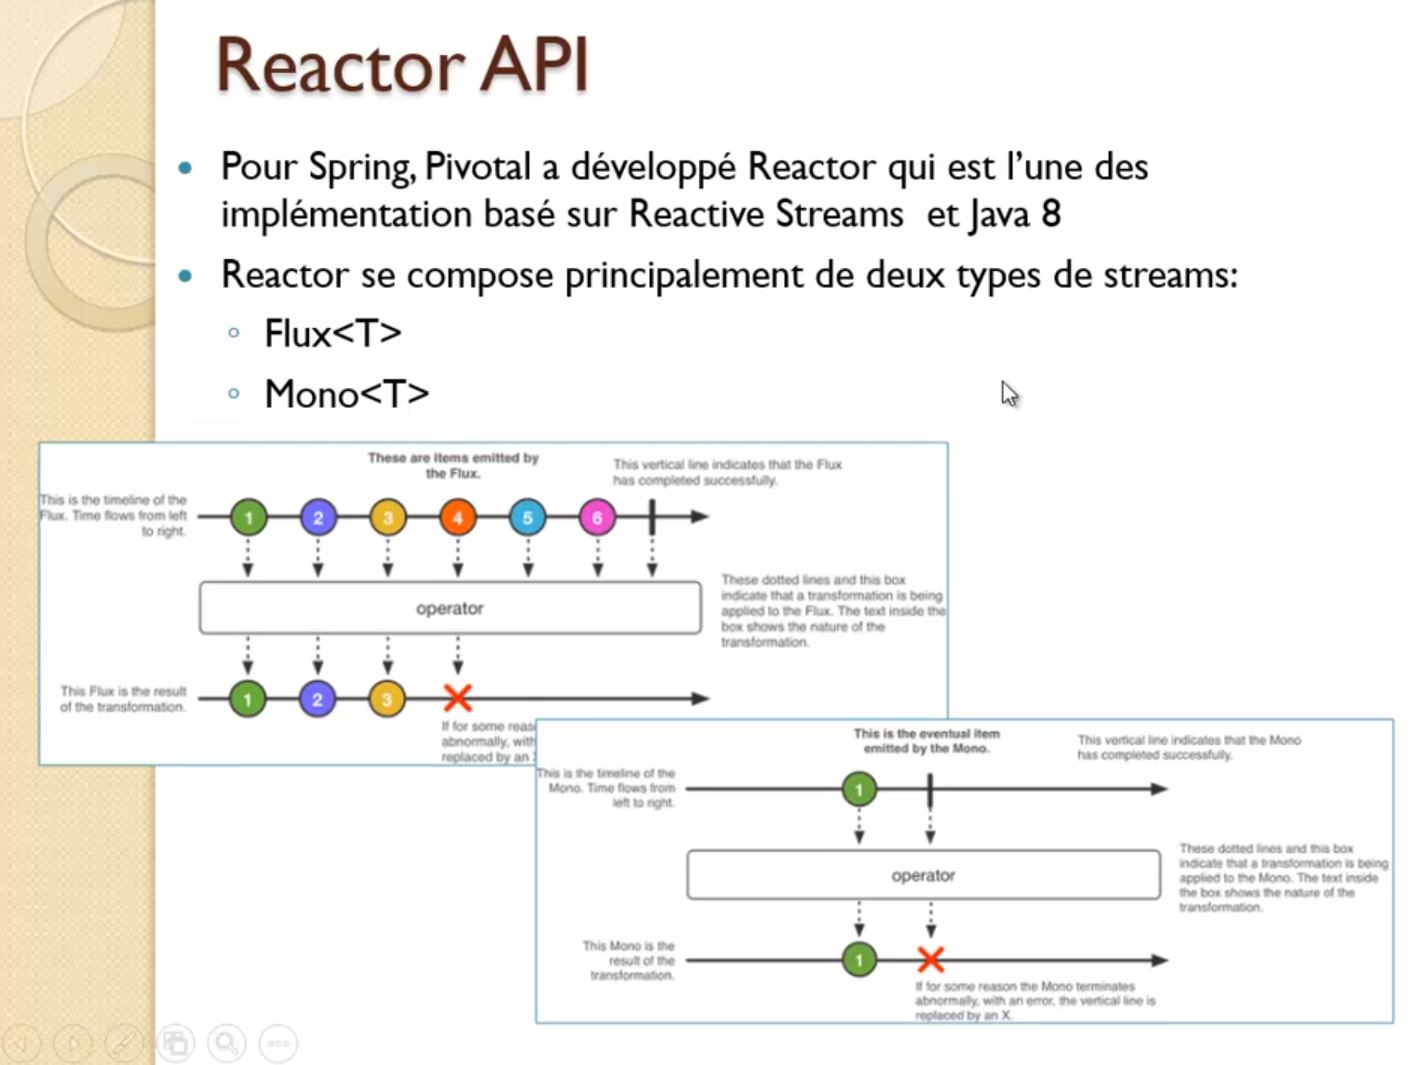 Reactor API
Pour Spring, Pivotal a développé Reactor qui est l’une des
implémentation basé sur Reactive Streams et Java 8
Reactor se compose principalement de deux types de streams:
Flux<T>
Mono<T>
These are items emitted by
the Flux.
This vertical line indicates that the Flux
has completed successfully.
This is the timeline of the
Flux. Time flows from left
to right.
1 2 3 4 5 6
operator
These dotted lines and this box
indicate that a transformation is being
applied to the Flux. The text inside the
box shows the nature of the
transformation.
This Flux is the result
of the transformation.
1 2 3
If for some reas
abnormally, with
replaced by an
This is the eventual item
emitted by the Mono.
This vertical line indicates that the Mono
has completed successfully.
This is the timeline of the
Mono. Time flows from
left to right.
1
operator
These dotted lines and this box
indicate that a transformation is being
applied to the Mono. The text inside
the box shows the nature of the
transformation.
This Mono is the
result of the
transformation.
1
If for some reason the Mono terminates
abnormally, with an error, the vertical line is
replaced by an X.